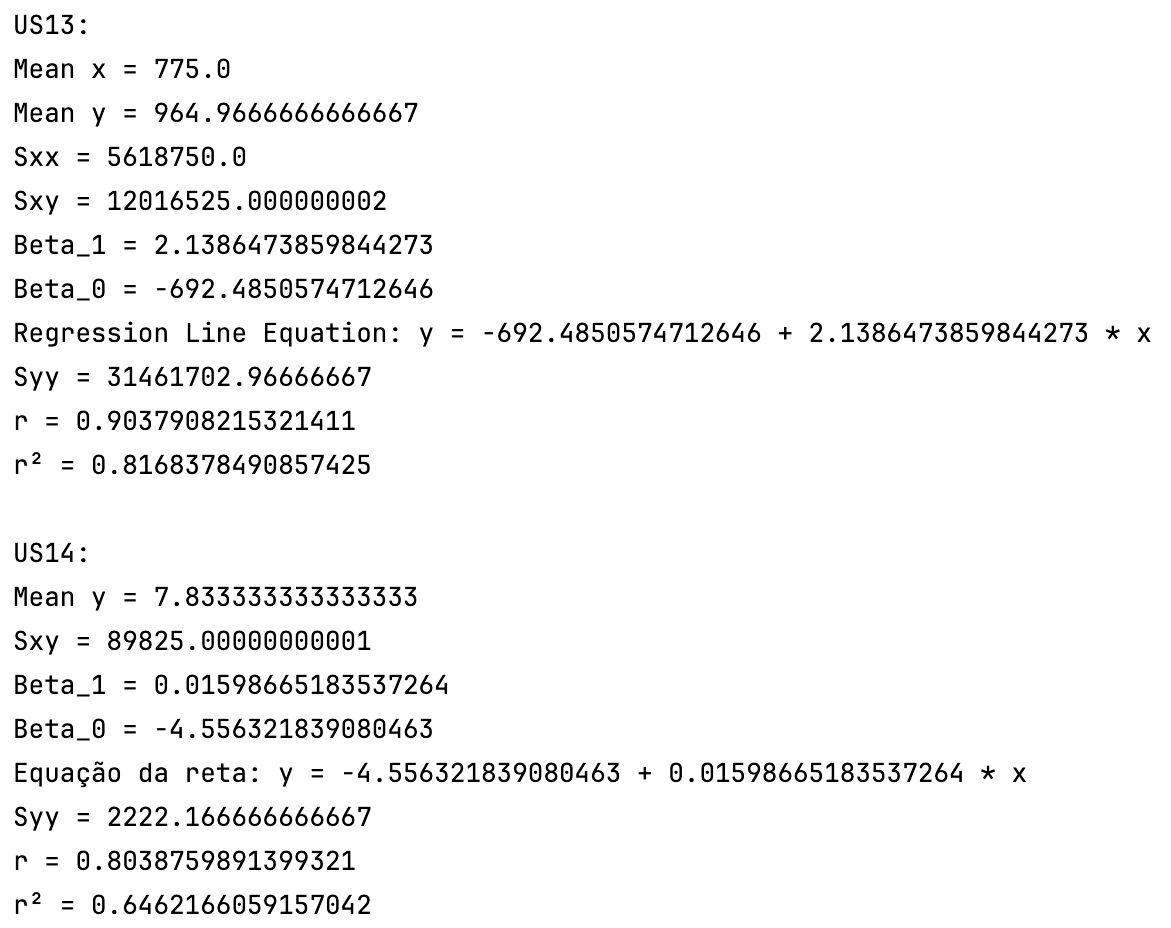 US13:
Mean x = 775.0
Mean y = 964.9666666666667
Sxx = 5618750.0
Sxy = 12016525.000000002
Beta_1 = 2.1386473859844273
Beta_0 = -692.4850574712646
Regression Line Equation: y = -692.4850574712646 + 2.1386473859844273 * x
Syy = 31461702.96666667
r = 0.9037908215321411
r² = 0.8168378490857425
US14:
Mean y = 7.833333333333333
Sxy = 89825.00000000001
Beta_1 = 0.01598665183537264
Beta_0 = -4.556321839080463
Equação da reta: y = -4.556321839080463 + 0.01598665183537264 * x
Syy = 2222.166666666667
r = 0.8038759891399321
r² = 0.6462166059157042